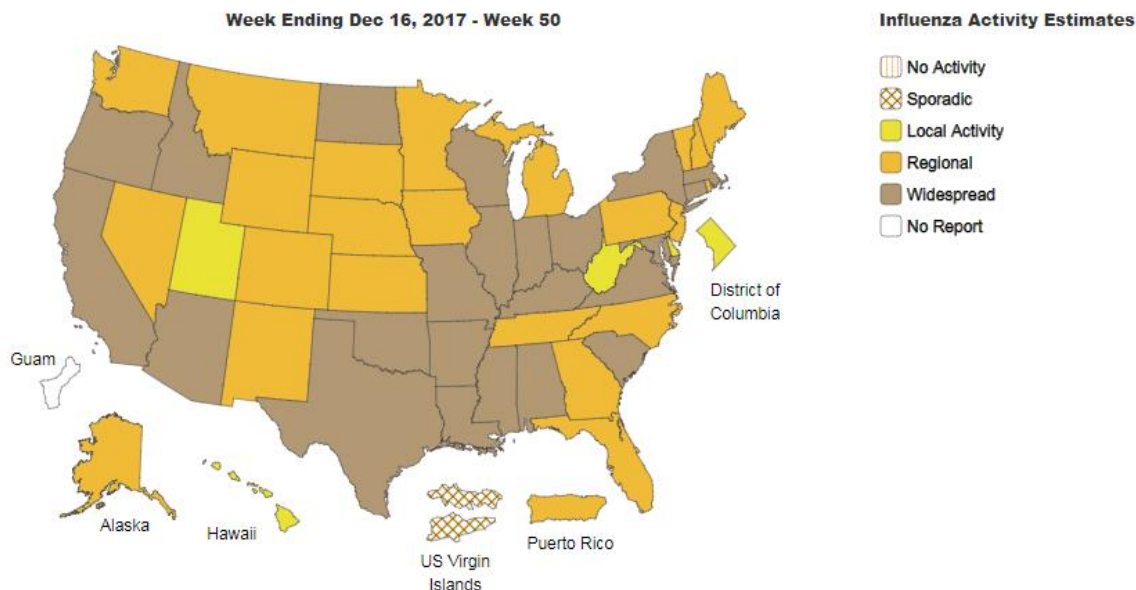 Week Ending Dec 16, 2017 - Week 50
Influenza Activity Estimates
No Activity
Sporadic
Local Activity
Regional
Widespread
No Report
District of
Columbia
Guam
Alaska
Hawaii
US Virgin
Islands
Puerto Rico